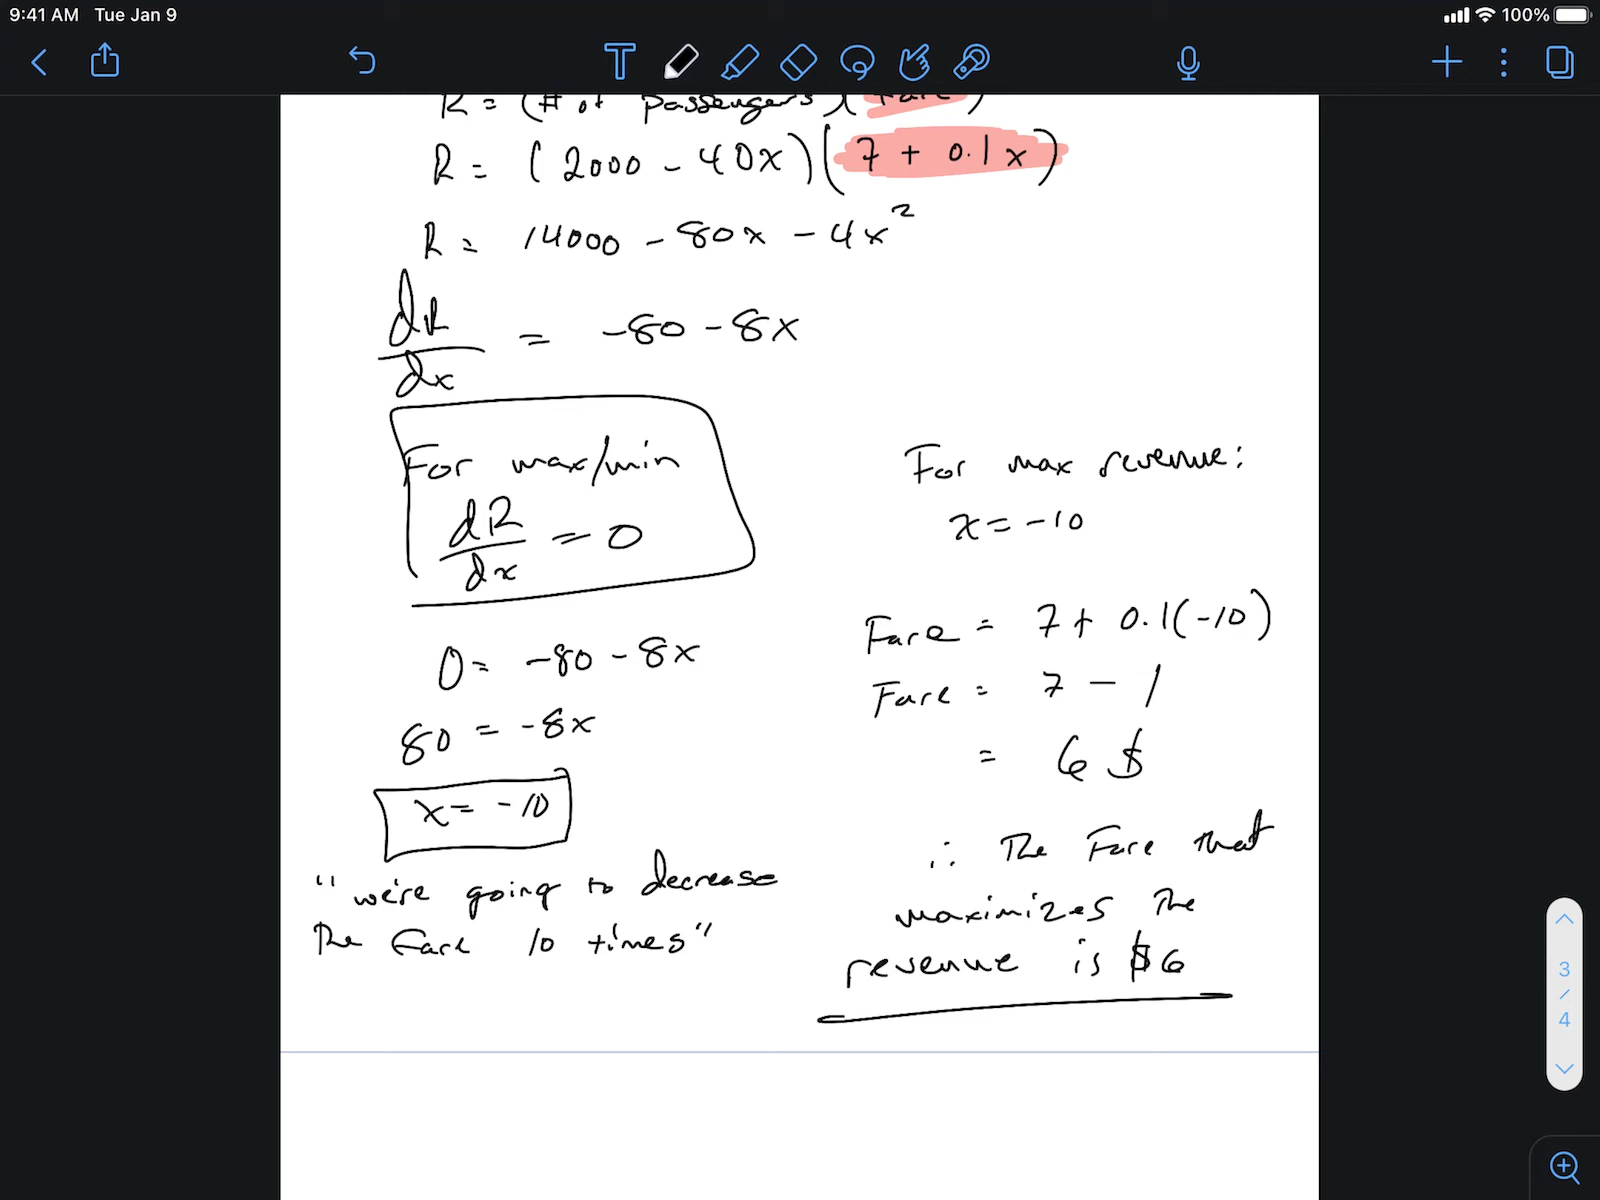 9:41 AM Tue Jan 9
100%
R = (# of passengers)(Fare)
R = (2000 - 40x)(7 + 0.1x)
R = 14000 - 80x - 4x²
dR/dx = -80 - 8x
For max/min
dR/dx = 0
0 = -80 - 8x
80 = -8x
x = -10
"we're going to decrease
the fare 10 times"
For max revenue:
x = -10
Fare = 7 + 0.1(-10)
Fare = 7 - 1
= 6 $
∴ The Fare that
maximizes the
revenue is $6
3
/
4